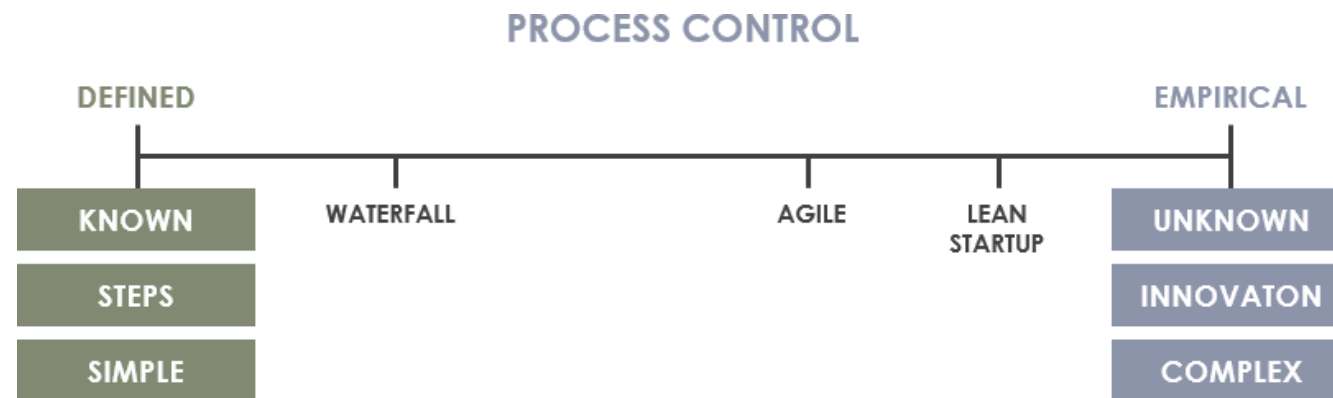 PROCESS CONTROL
DEFINED
EMPIRICAL
KNOWN
WATERFALL
AGILE
LEAN
STARTUP
UNKNOWN
STEPS
INNOVATON
SIMPLE
COMPLEX